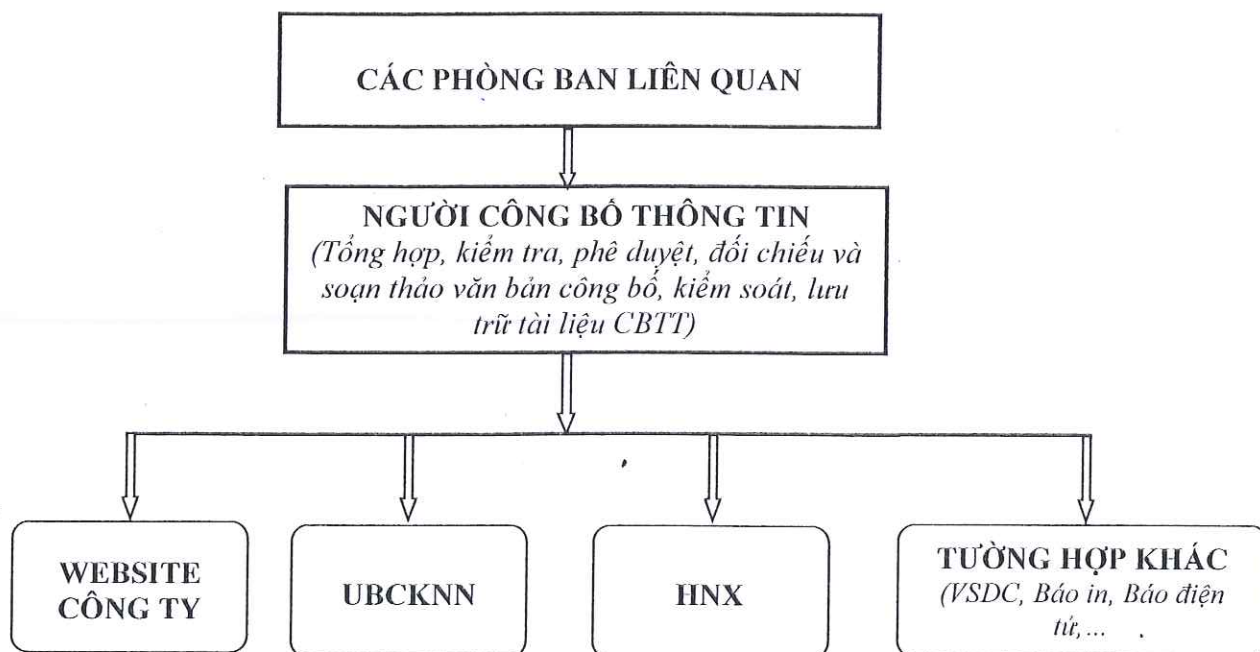 CÁC PHÒNG BAN LIÊN QUAN
NGƯỜI CÔNG BỐ THÔNG TIN
(Tổng hợp, kiểm tra, phê duyệt, đối chiếu và
soạn thảo văn bản công bố, kiểm soát, lưu
trữ tài liệu CBTT)
WEBSITE
CÔNG TY
UBCKNN
HNX
TƯỜNG HỢP KHÁC
(VSDC, Báo in, Báo điện
tử,...